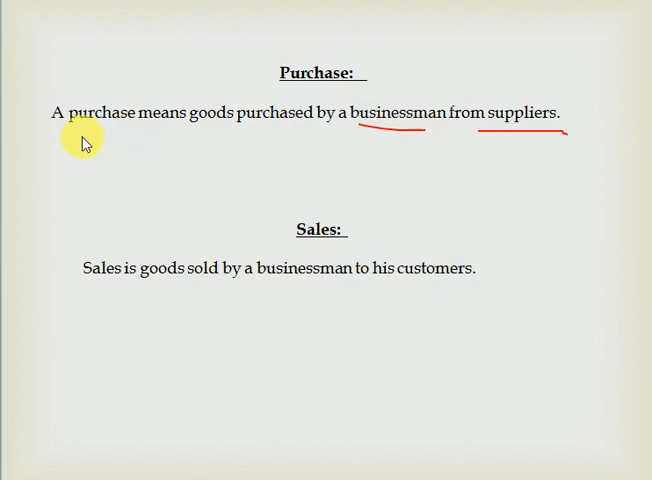 Purchase:
A purchase means goods purchased by a businessman from suppliers.
Sales:
Sales is goods sold by a businessman to his customers.